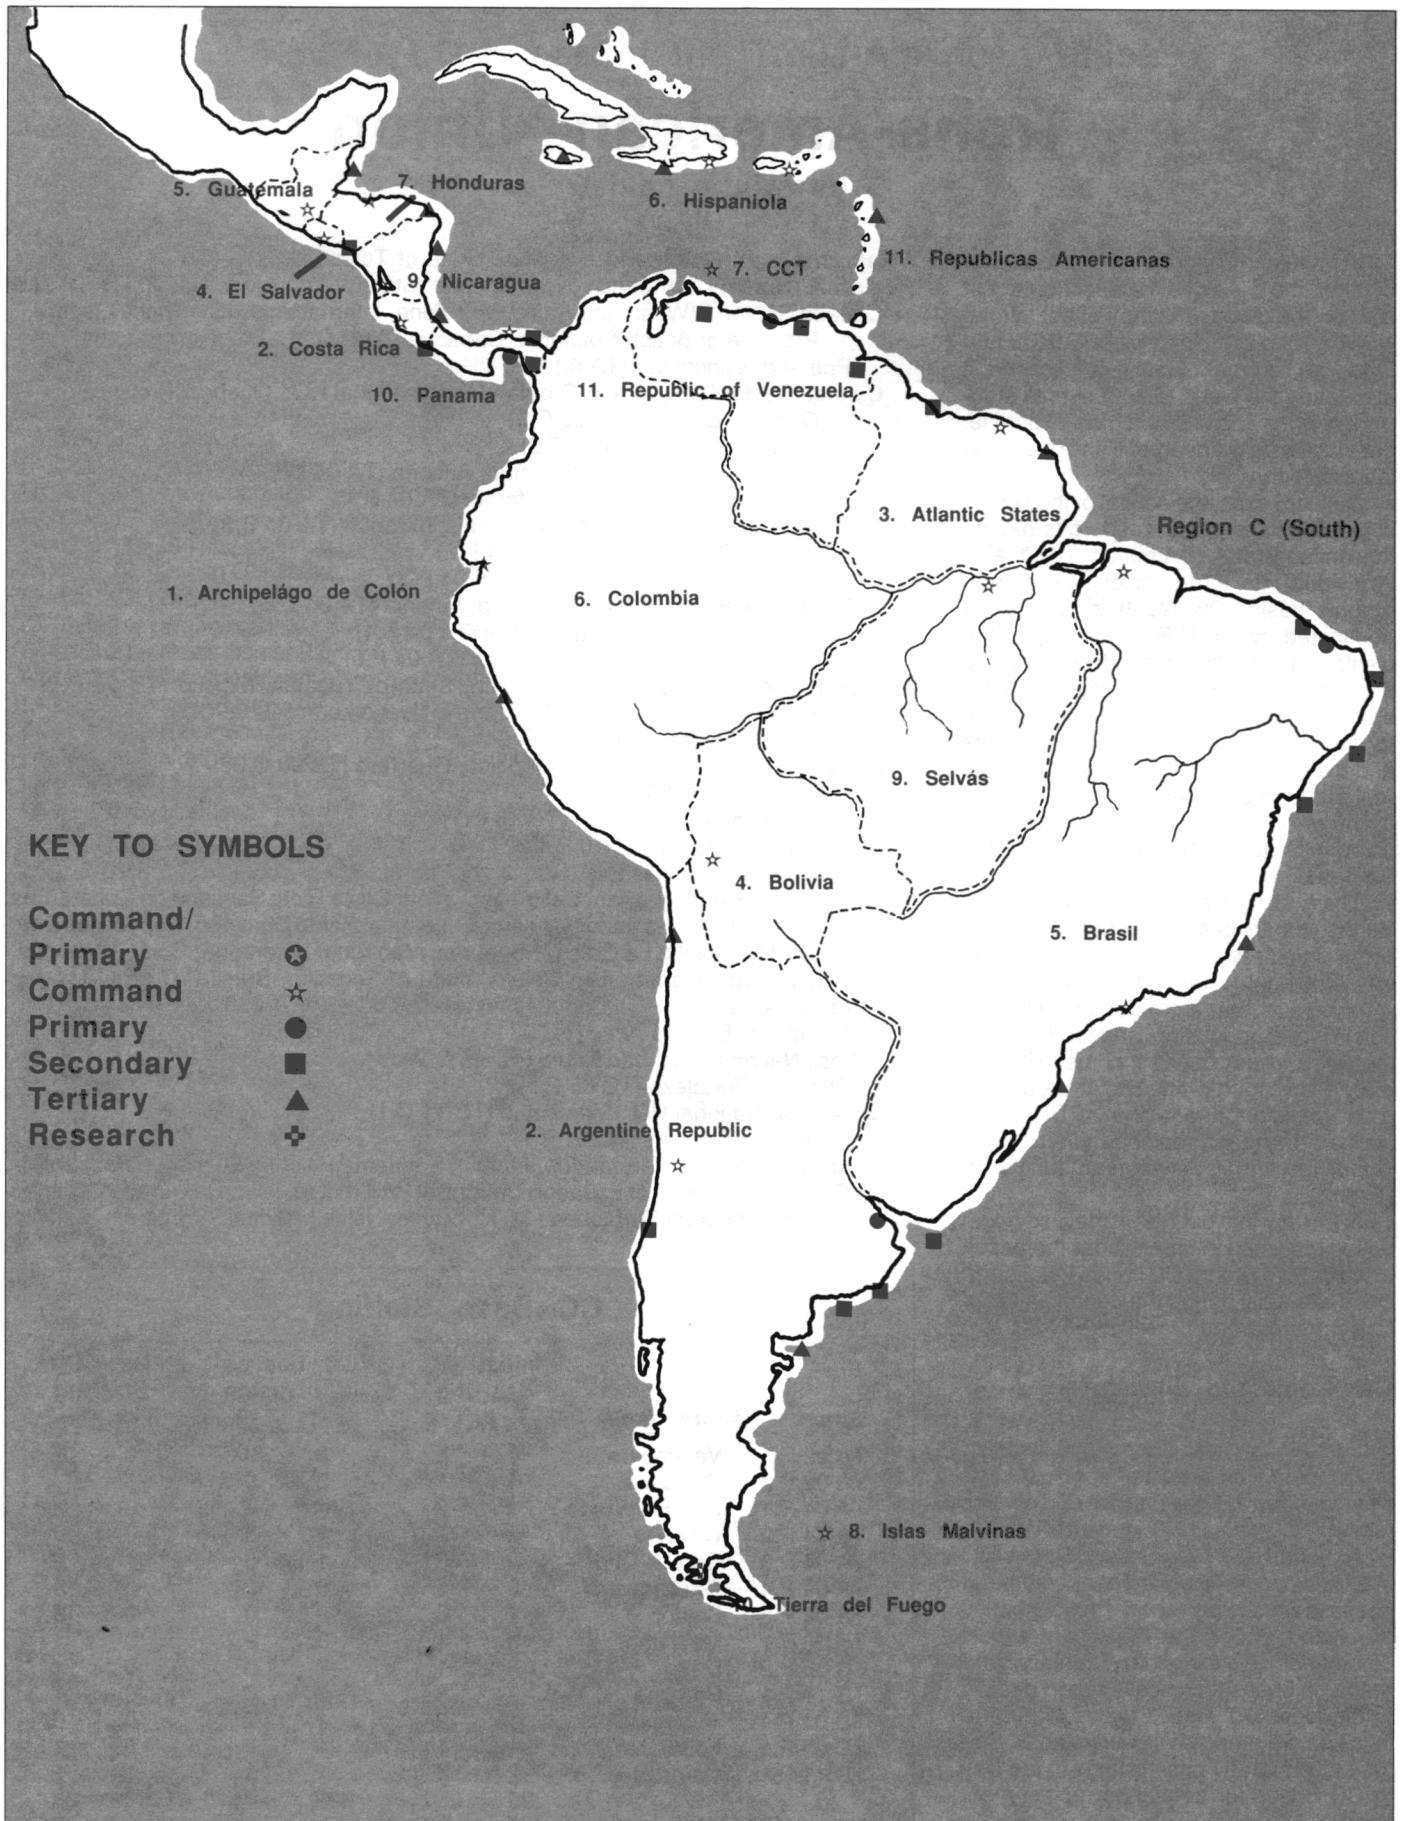 5. Guatemala
7. Honduras
6. Hispaniola
7. CCT
11. Republicas Americanas
4. El Salvador
9. Nicaragua
2. Costa Rica
10. Panama
11. Republic of Venezuela
3. Atlantic States
Region C (South)
1. Archipelágo de Colón
6. Colombia
9. Selvás
4. Bolivia
5. Brasil
KEY TO SYMBOLS
Command/
Primary
Command
Primary
Secondary
Tertiary
Research
2. Argentine Republic
8. Islas Malvinas
10. Tierra del Fuego